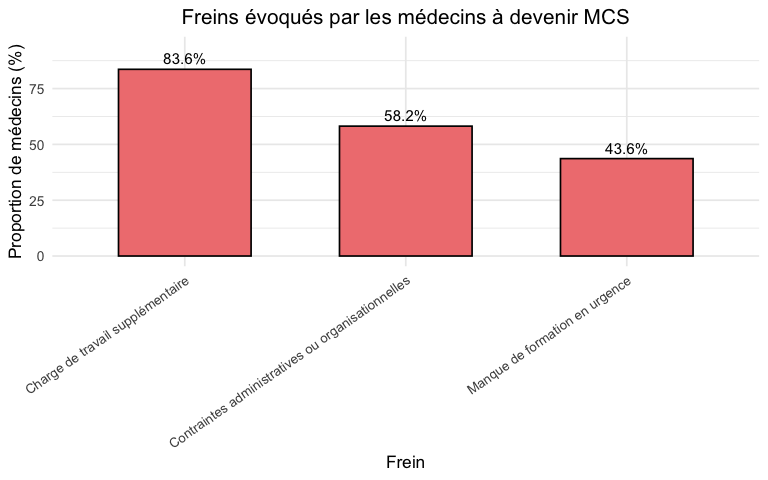 Freins évoqués par les médecins à devenir MCS
Proportion de médecins (%)
83.6%
58.2%
43.6%
75
50
25
0
Charge de travail supplémentaire
Contraintes administratives ou organisationnelles
Manque de formation en urgence
Frein